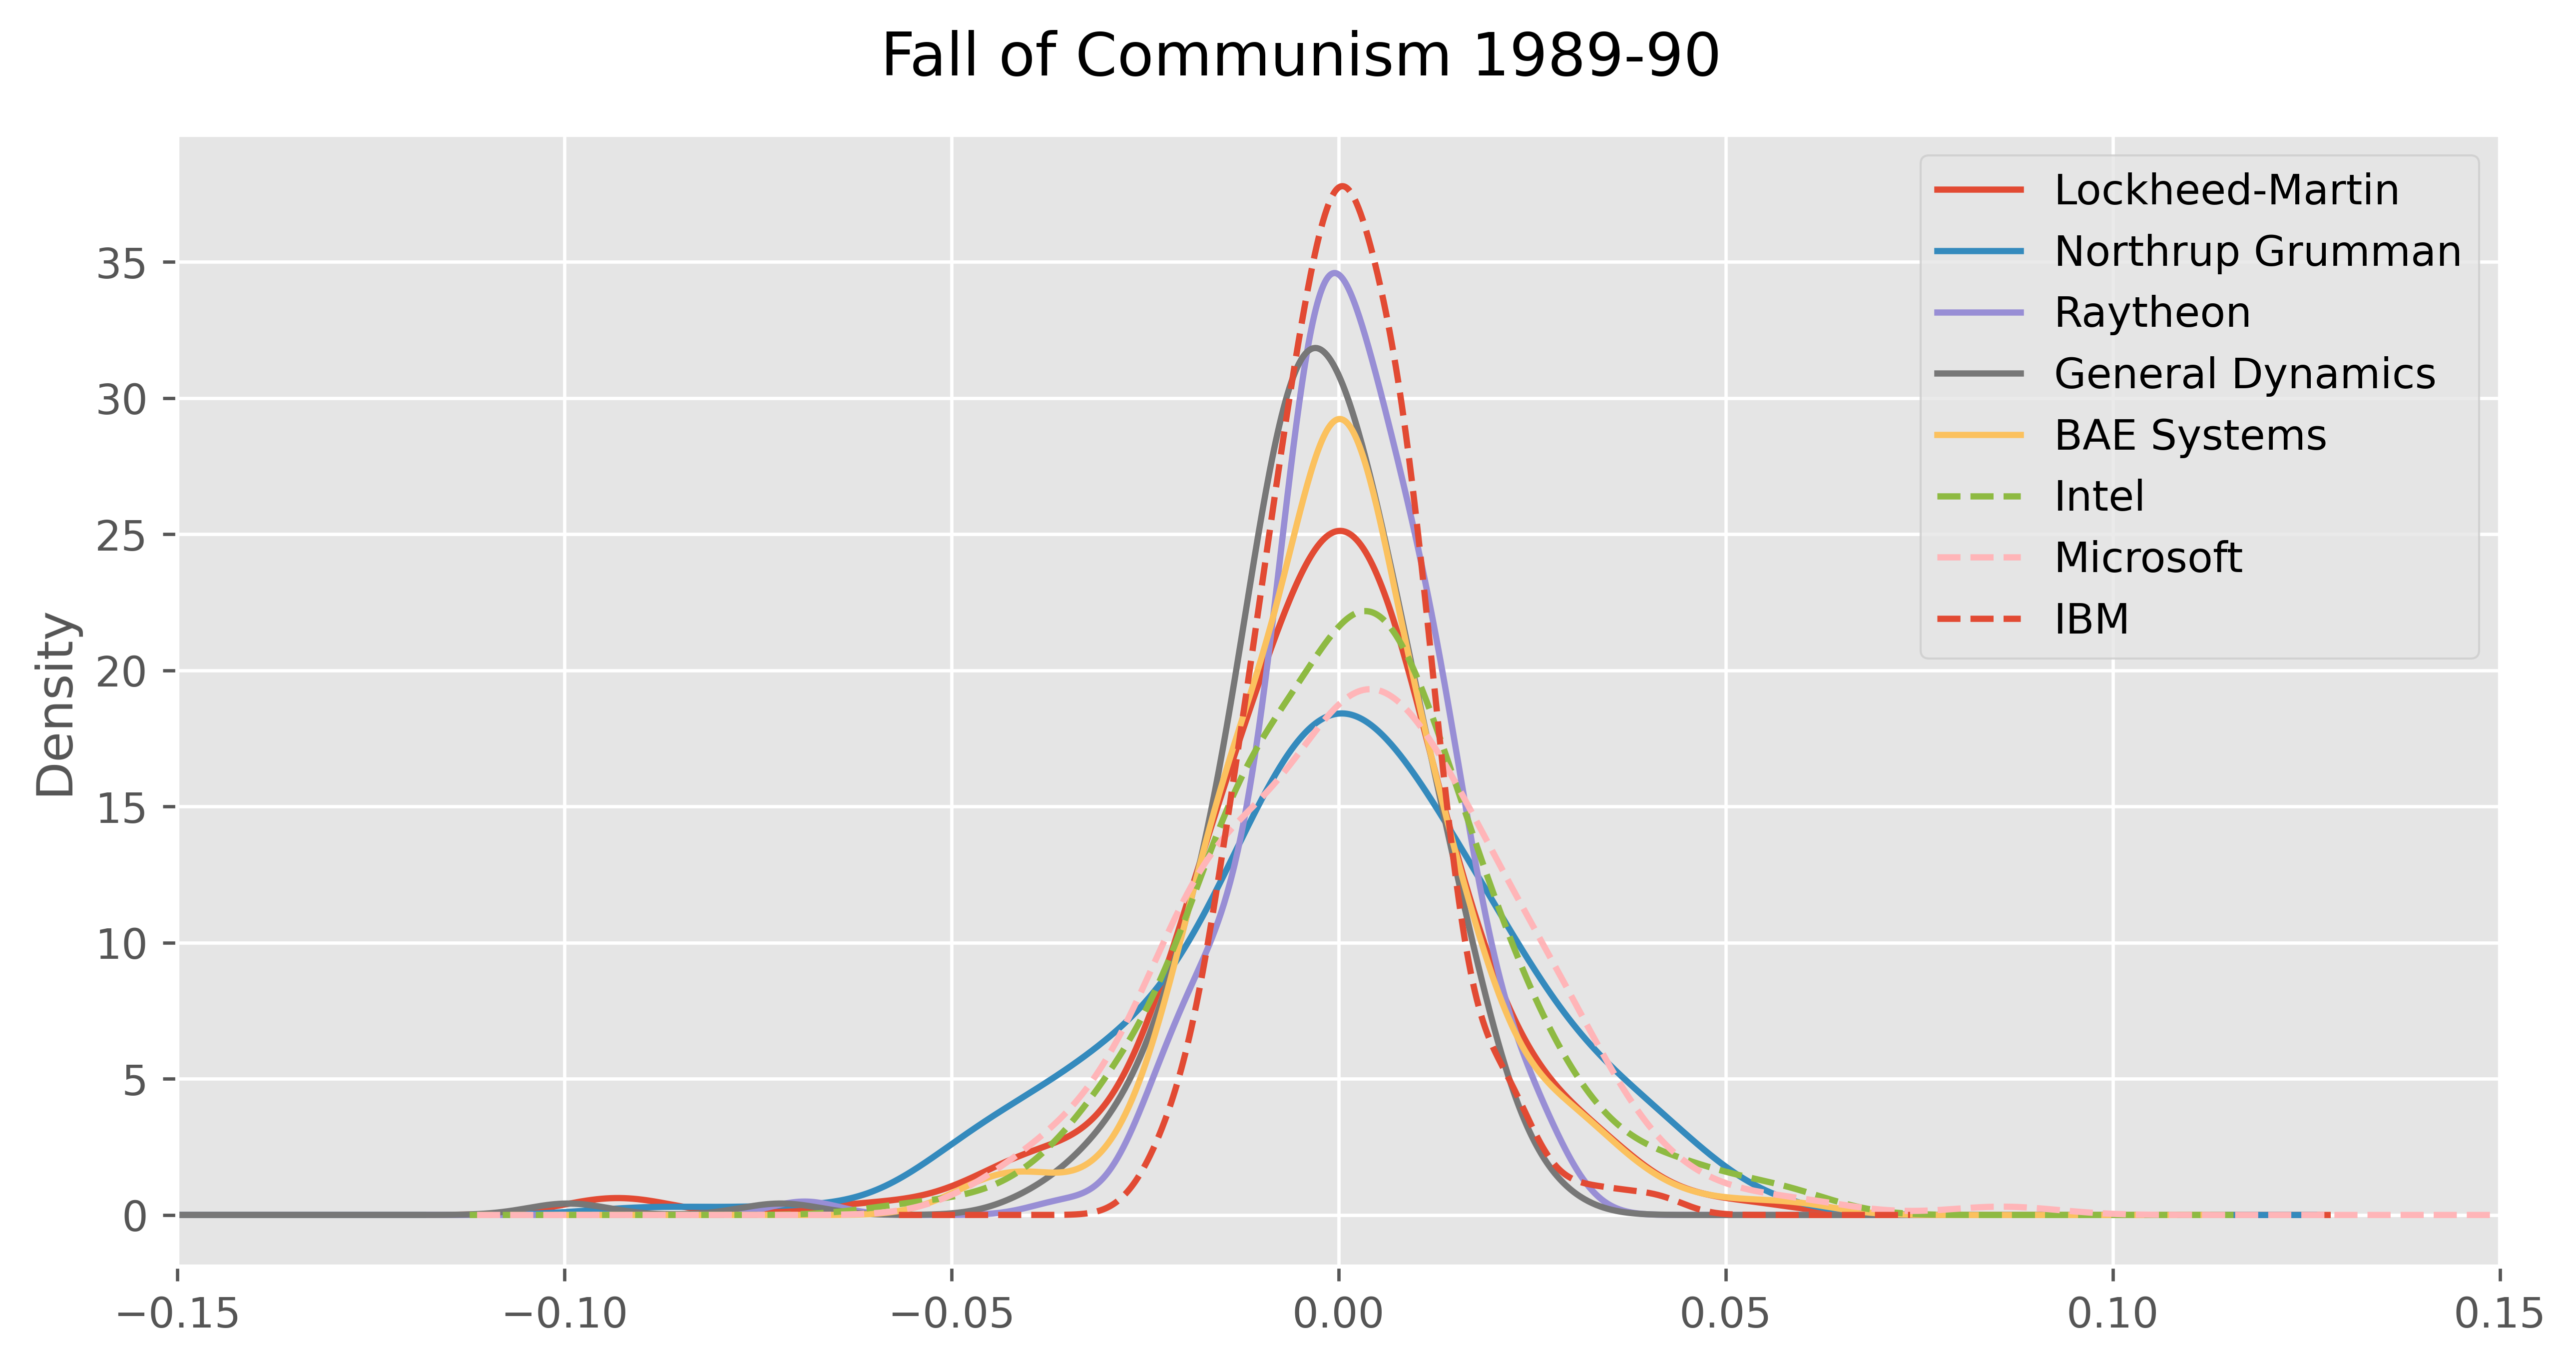 Fall of Communism 1989-90
Lockheed-Martin
Northrup Grumman
Raytheon
General Dynamics
BAE Systems
Intel
Microsoft
IBM
Density
35
30
25
20
15
10
5
0
−0.15 −0.10 −0.05 0.00 0.05 0.10 0.15